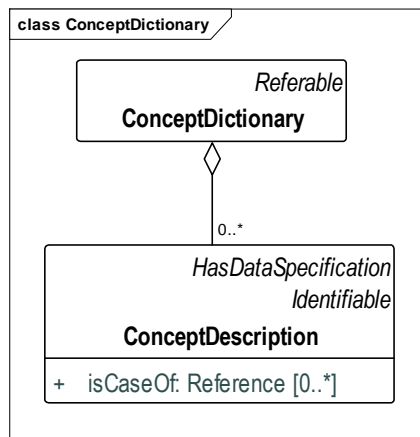 class ConceptDictionary
Referable
ConceptDictionary
0..*
HasDataSpecification
Identifiable
ConceptDescription
+ isCaseOf: Reference [0..*]